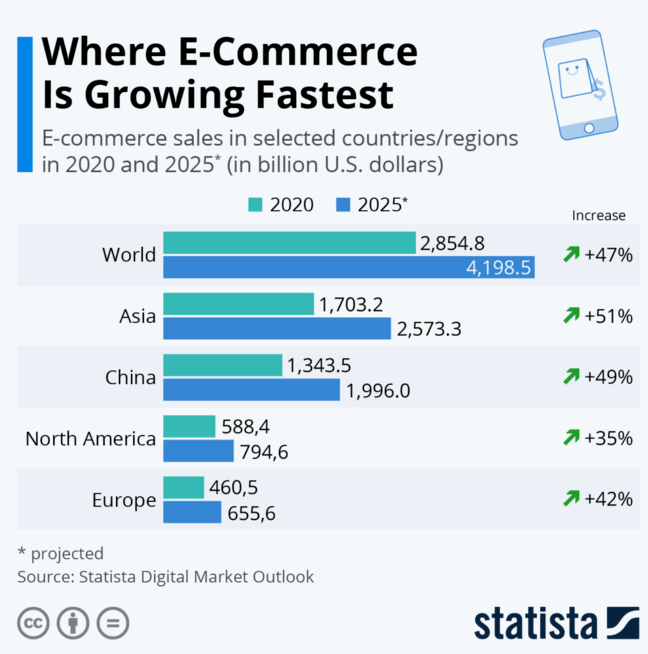 Where E-Commerce
Is Growing Fastest
E-commerce sales in selected countries/regions
in 2020 and 2025* (in billion U.S. dollars)
2020 2025*
Increase
World 2,854.8 4,198.5 +47%
Asia 1,703.2 2,573.3 +51%
China 1,343.5 1,996.0 +49%
North America 588,4 794,6 +35%
Europe 460,5 655,6 +42%
* projected
Source: Statista Digital Market Outlook
cc
statista
$